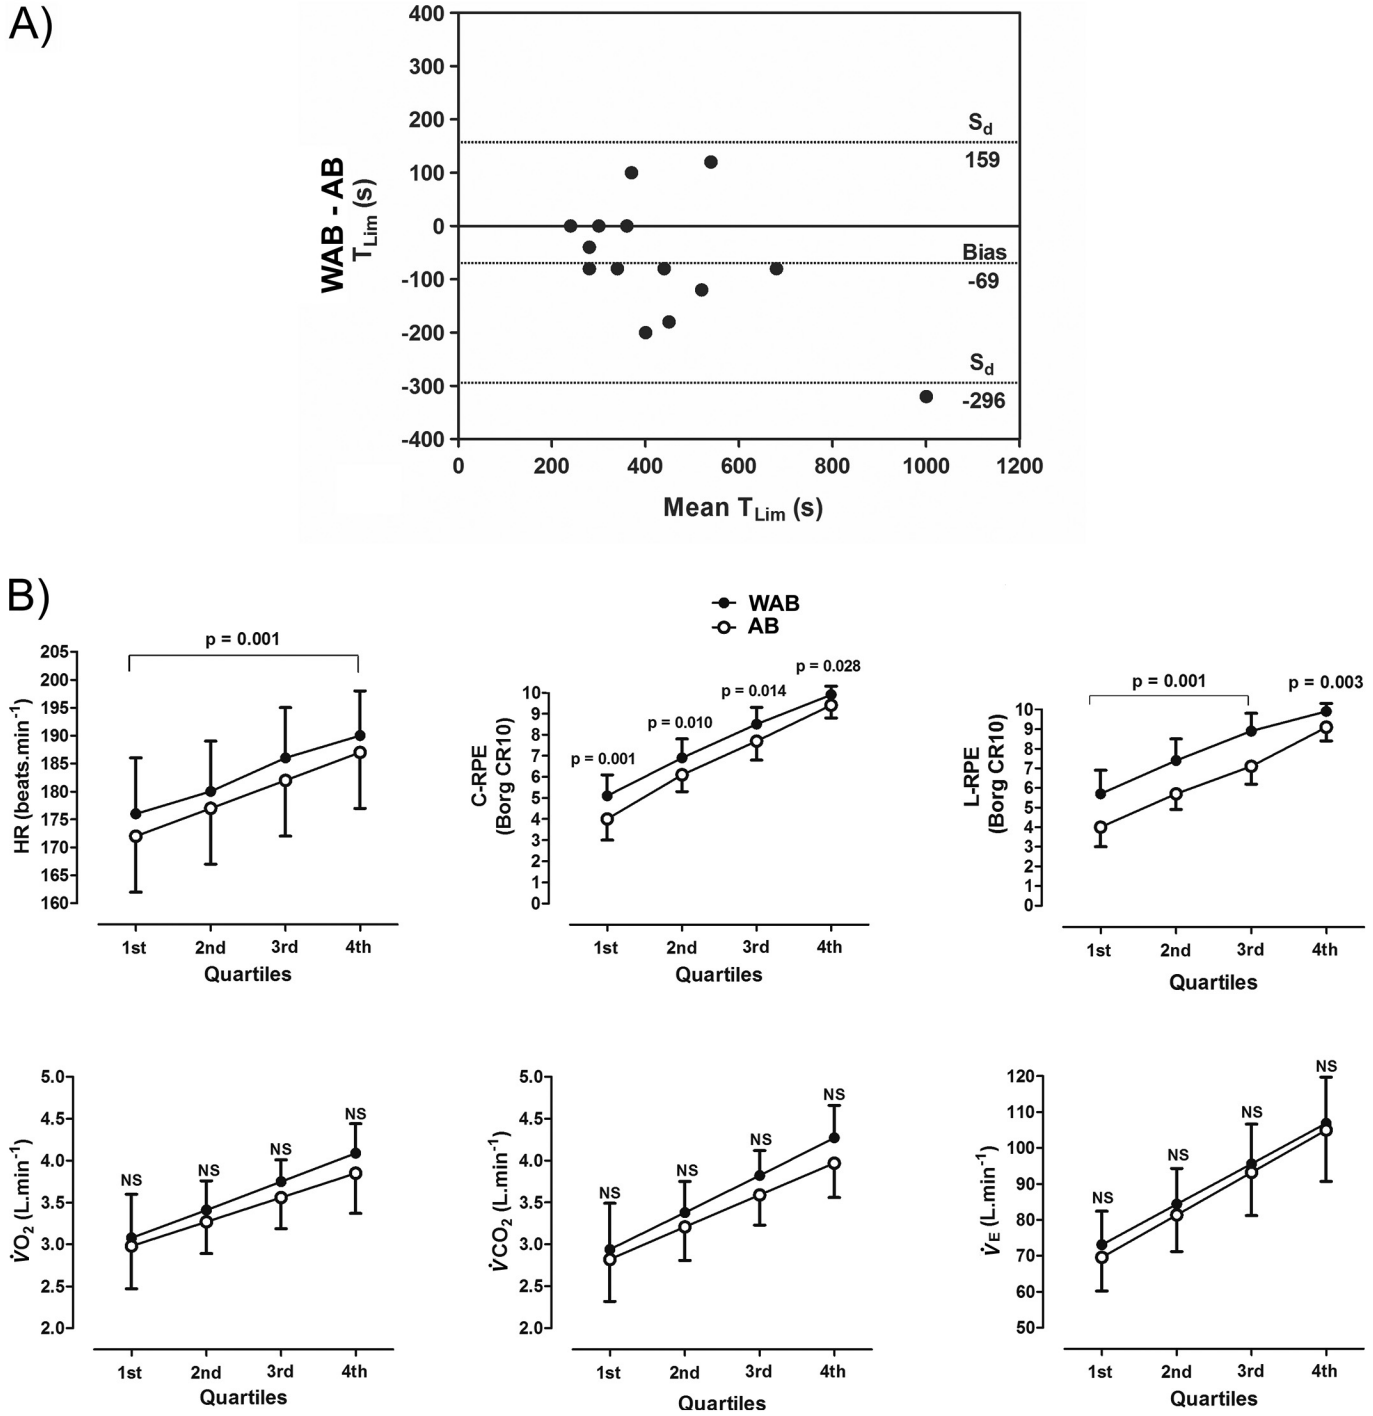 A)
400
300
200
100
0
-100
-200
-300
-400
WAB - AB
TLim (s)
Sd
159
Bias
-69
Sd
-296
0 200 400 600 800 1000 1200
Mean TLim (s)
B)
WAB
AB
p = 0.001
205
200
195
190
185
180
175
170
165
160
HR (beats.min-1)
1st 2nd 3rd 4th
Quartiles
p = 0.001
p = 0.010
p = 0.014
p = 0.028
10
9
8
7
6
5
4
3
2
1
0
C-RPE
(Borg CR10)
1st 2nd 3rd 4th
Quartiles
p = 0.001
p = 0.003
10
9
8
7
6
5
4
3
2
1
0
L-RPE
(Borg CR10)
1st 2nd 3rd 4th
Quartiles
5.0
4.5
4.0
3.5
3.0
2.5
2.0
V̇O2 (L.min-1)
NS NS NS NS
1st 2nd 3rd 4th
Quartiles
5.0
4.5
4.0
3.5
3.0
2.5
2.0
V̇CO2 (L.min-1)
NS NS NS NS
1st 2nd 3rd 4th
Quartiles
120
110
100
90
80
70
60
50
V̇E (L.min-1)
NS NS NS NS
1st 2nd 3rd 4th
Quartiles